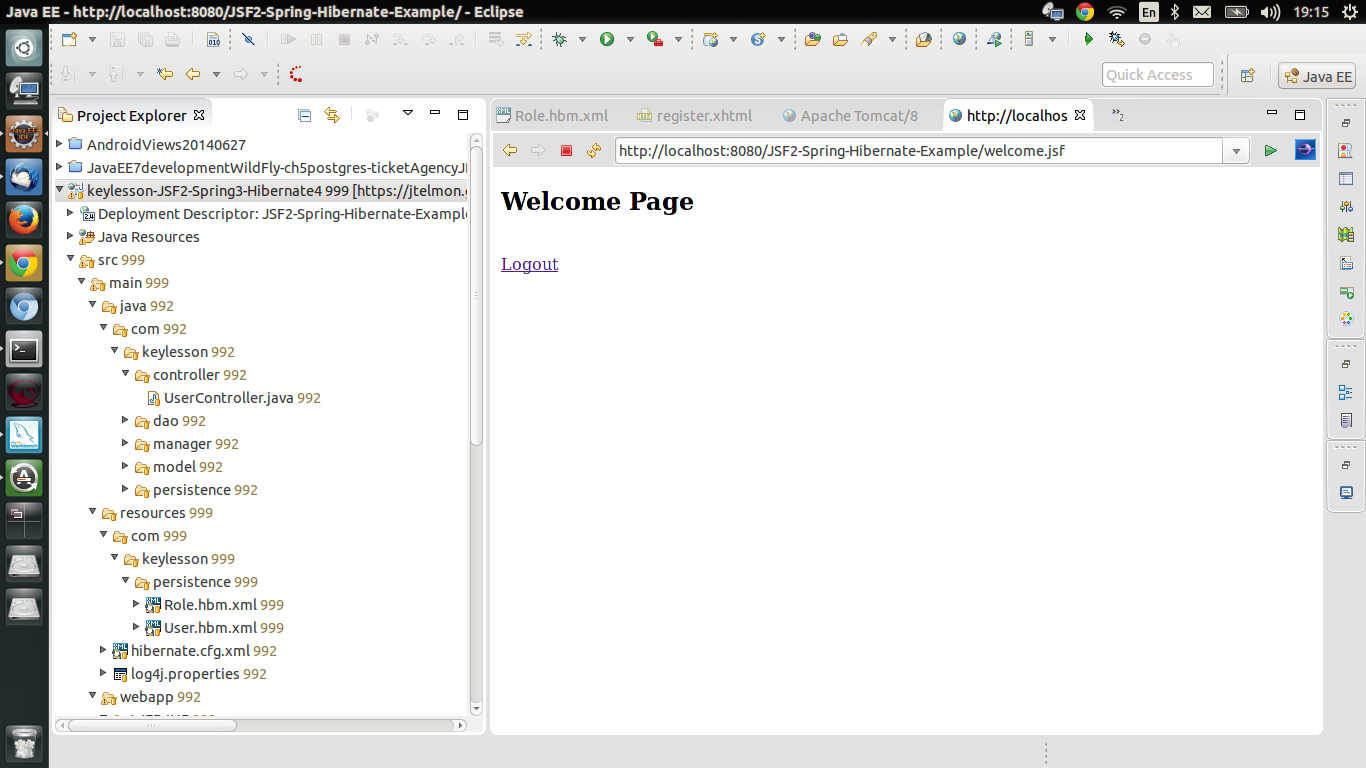 Java EE - http://localhost:8080/JSF2-Spring-Hibernate-Example/ - Eclipse
En
19:15
Quick Access
Java EE
Project Explorer
Role.hbm.xml
register.xhtml
Apache Tomcat/8
http://localhos
2
AndroidViews20140627
JavaEE7developmentWildFly-ch5postgres-ticketAgencyJ
keylesson-JSF2-Spring3-Hibernate4 999 [https://jtelmon.g
Deployment Descriptor: JSF2-Spring-Hibernate-Exampl
Java Resources
src 999
main 999
java 992
com 992
keylesson 992
controller 992
UserController.java 992
dao 992
manager 992
model 992
persistence 992
resources 999
com 999
keylesson 999
persistence 999
Role.hbm.xml 999
User.hbm.xml 999
hibernate.cfg.xml 992
log4j.properties 992
webapp 992
http://localhost:8080/JSF2-Spring-Hibernate-Example/welcome.jsf
Welcome Page
Logout